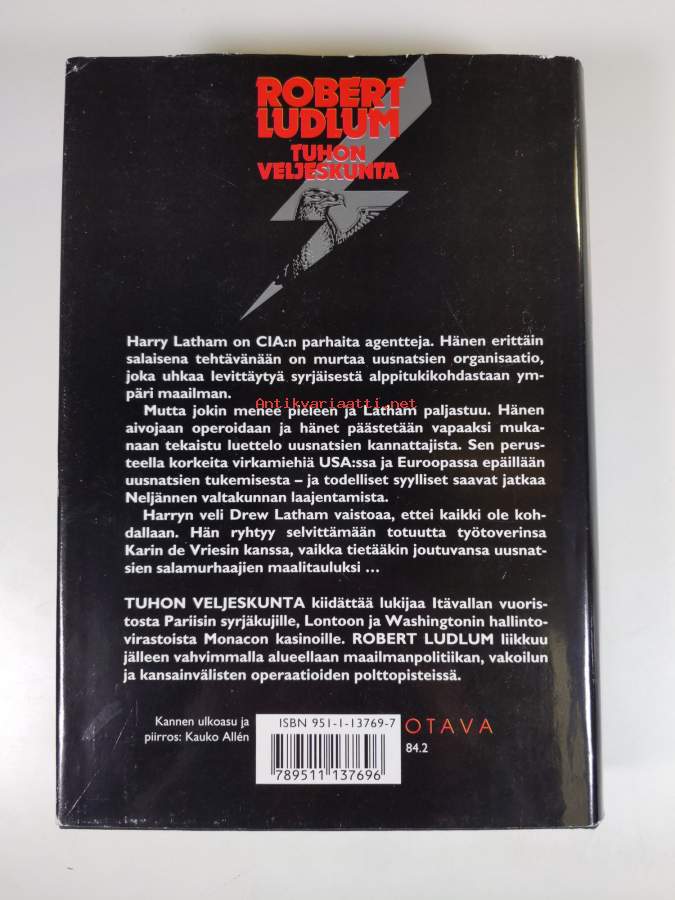 ROBERT
LUDLUM
TUHON
VELJESKUNTA
Harry Latham on CIA:n parhaita agentteja. Hänen erittäin
salaisena tehtävänään on murtaa uusnatsien organisaatio,
joka uhkaa levittäytyä syrjäisestä alppitukikohdastaan ym-
päri maailman.
Antikvariaatti.net
Mutta jokin menee pieleen ja Latham paljastuu. Hänen
aivojaan operoidaan ja hänet päästetään vapaaksi muka-
naan tekaistu luettelo uusnatsien kannattajista. Sen perus-
teella korkeita virkamiehiä USA:ssa ja Euroopassa epäillään
uusnatsien tukemisesta – ja todelliset syylliset saavat jatkaa
Neljännen valtakunnan laajentamista.
Harryn veli Drew Latham vaistoaa, ettei kaikki ole koh-
dallaan. Hän ryhtyy selvittämään totuutta työtoverinsa
Karin de Vriesin kanssa, vaikka tietääkin joutuvansa uusnat-
sien salamurhaajien maalitauluksi ...
TUHON VELJESKUNTA kiidättää lukijaa Itävallan vuoris-
tosta Pariisin syrjäkujille, Lontoon ja Washingtonin hallinto-
virastoista Monacon kasinoille. ROBERT LUDLUM liikkuu
jälleen vahvimmalla alueellaan maailmanpolitiikan, vakoilun
ja kansainvälisten operaatioiden polttopisteissä.
Kannen ulkoasu ja
piirros: Kauko Allén
ISBN 951-1-13769-7
9789511137696
OTAVA
84.2